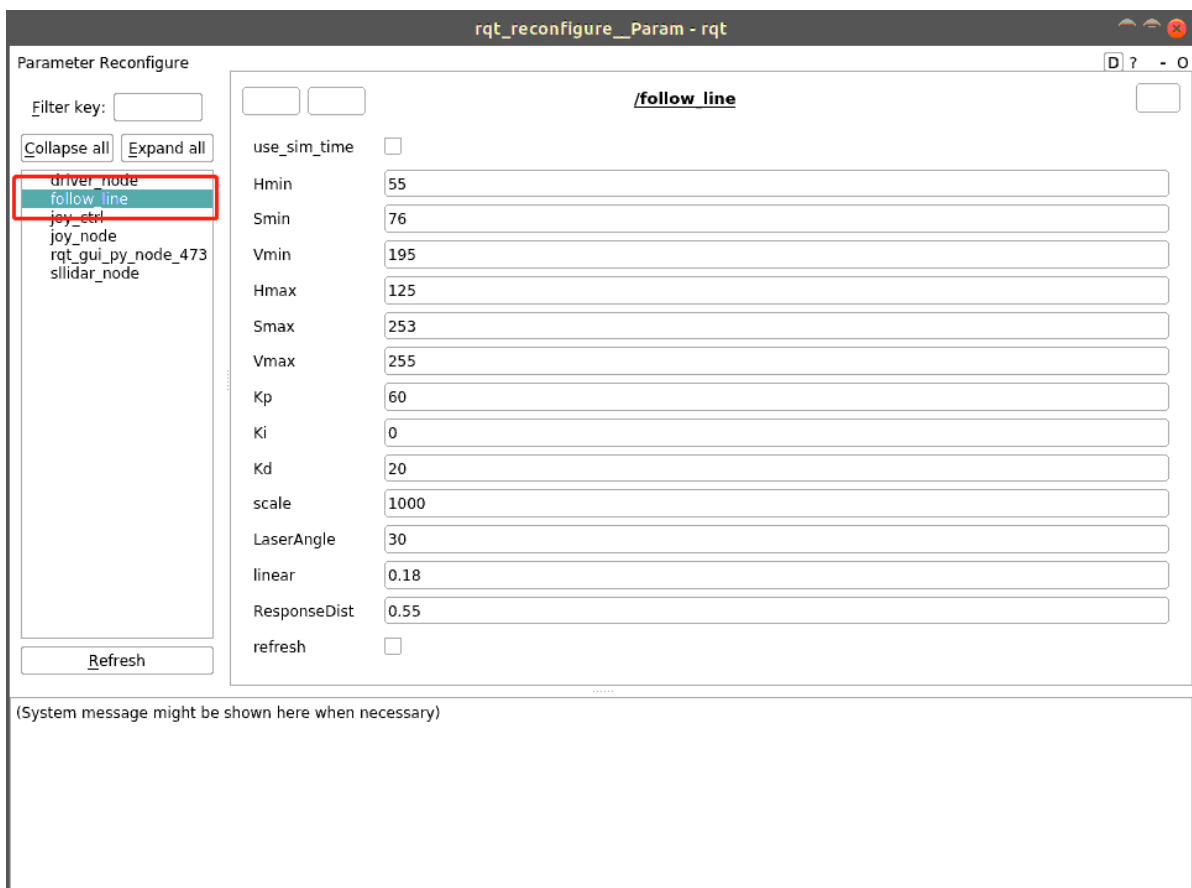 rqt_reconfigure__Param - rqt
Parameter Reconfigure
D ? - O
Filter key:
Collapse all Expand all
driver_node
follow_line
joy_ctrl
joy_node
rqt_gui_py_node_473
sllidar_node
Refresh
/follow_line
use_sim_time
Hmin 55
Smin 76
Vmin 195
Hmax 125
Smax 253
Vmax 255
Kp 60
Ki 0
Kd 20
scale 1000
LaserAngle 30
linear 0.18
ResponseDist 0.55
refresh
(System message might be shown here when necessary)